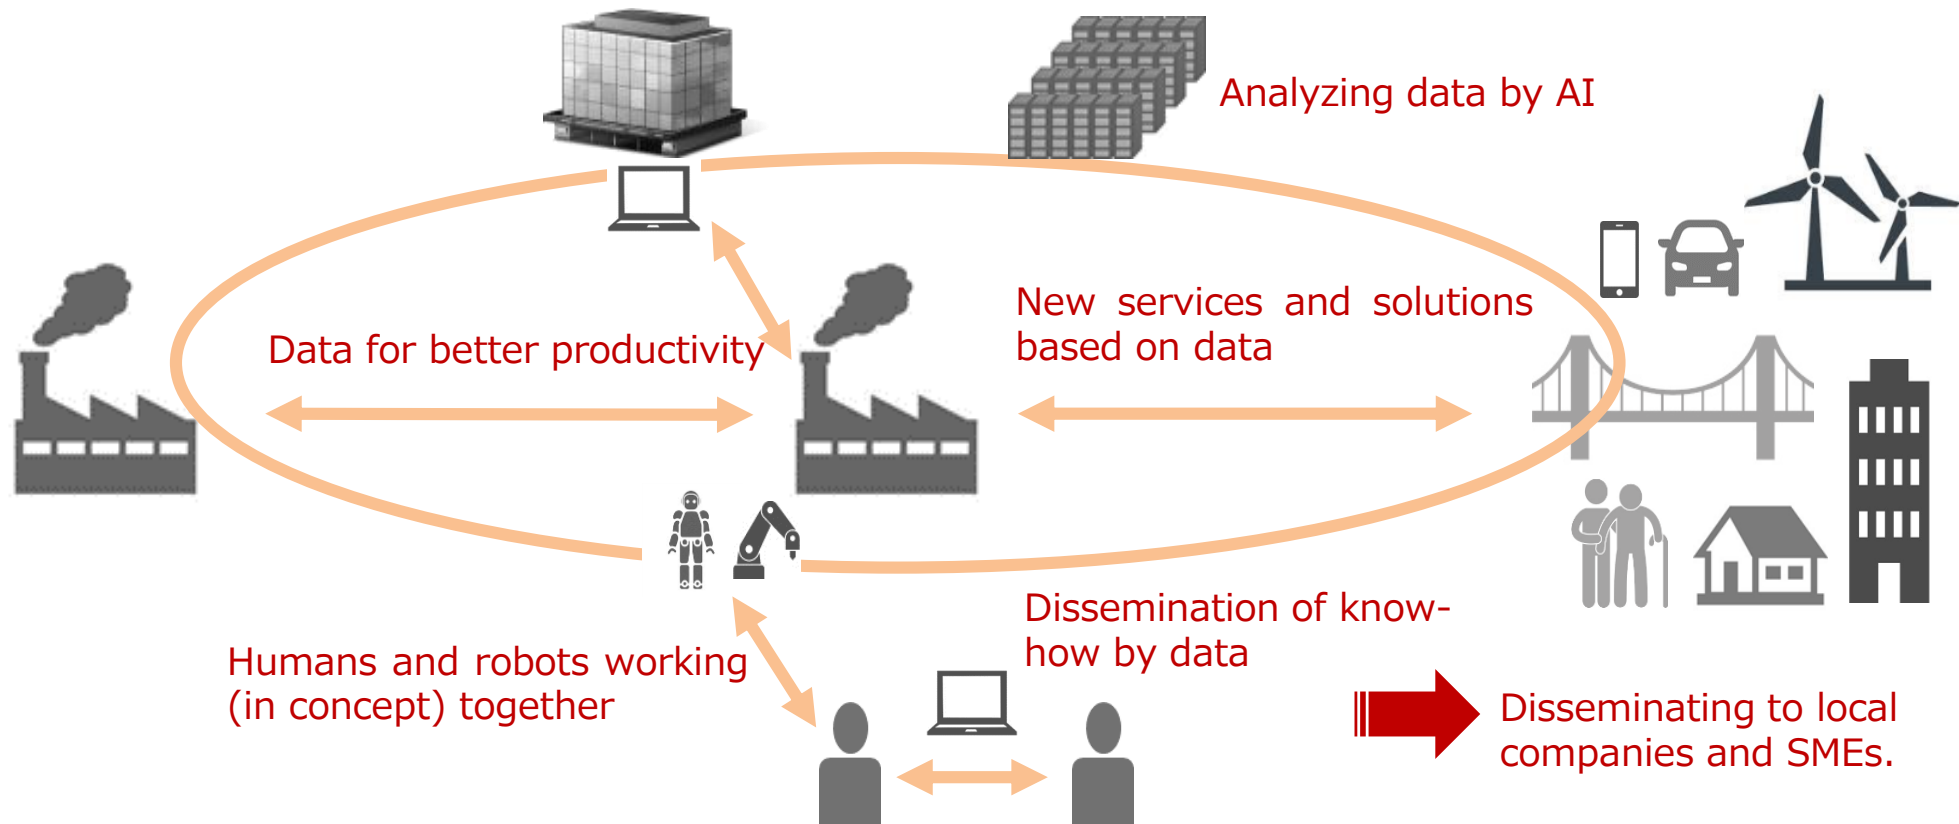 Analyzing data by AI
New services and solutions
based on data
Data for better productivity
Dissemination of know-
how by data
Humans and robots working
(in concept) together
Disseminating to local
companies and SMEs.